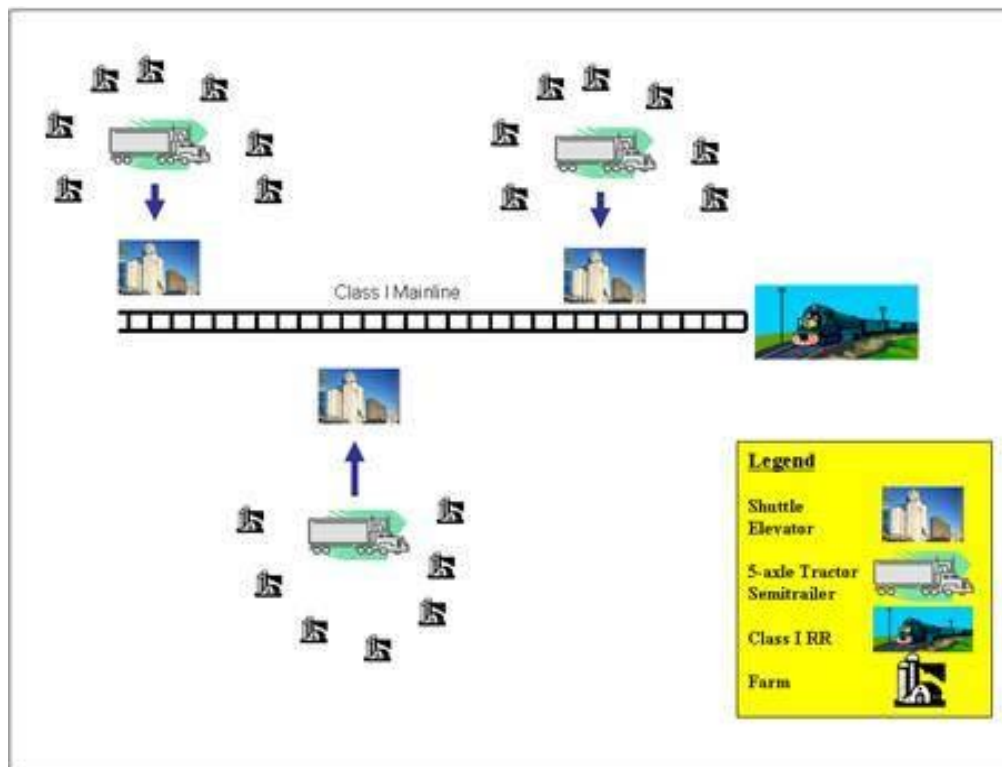 Class I Mainline
Legend
Shuttle
Elevator
5-axle Tractor
Semitrailer
Class I RR
Farm